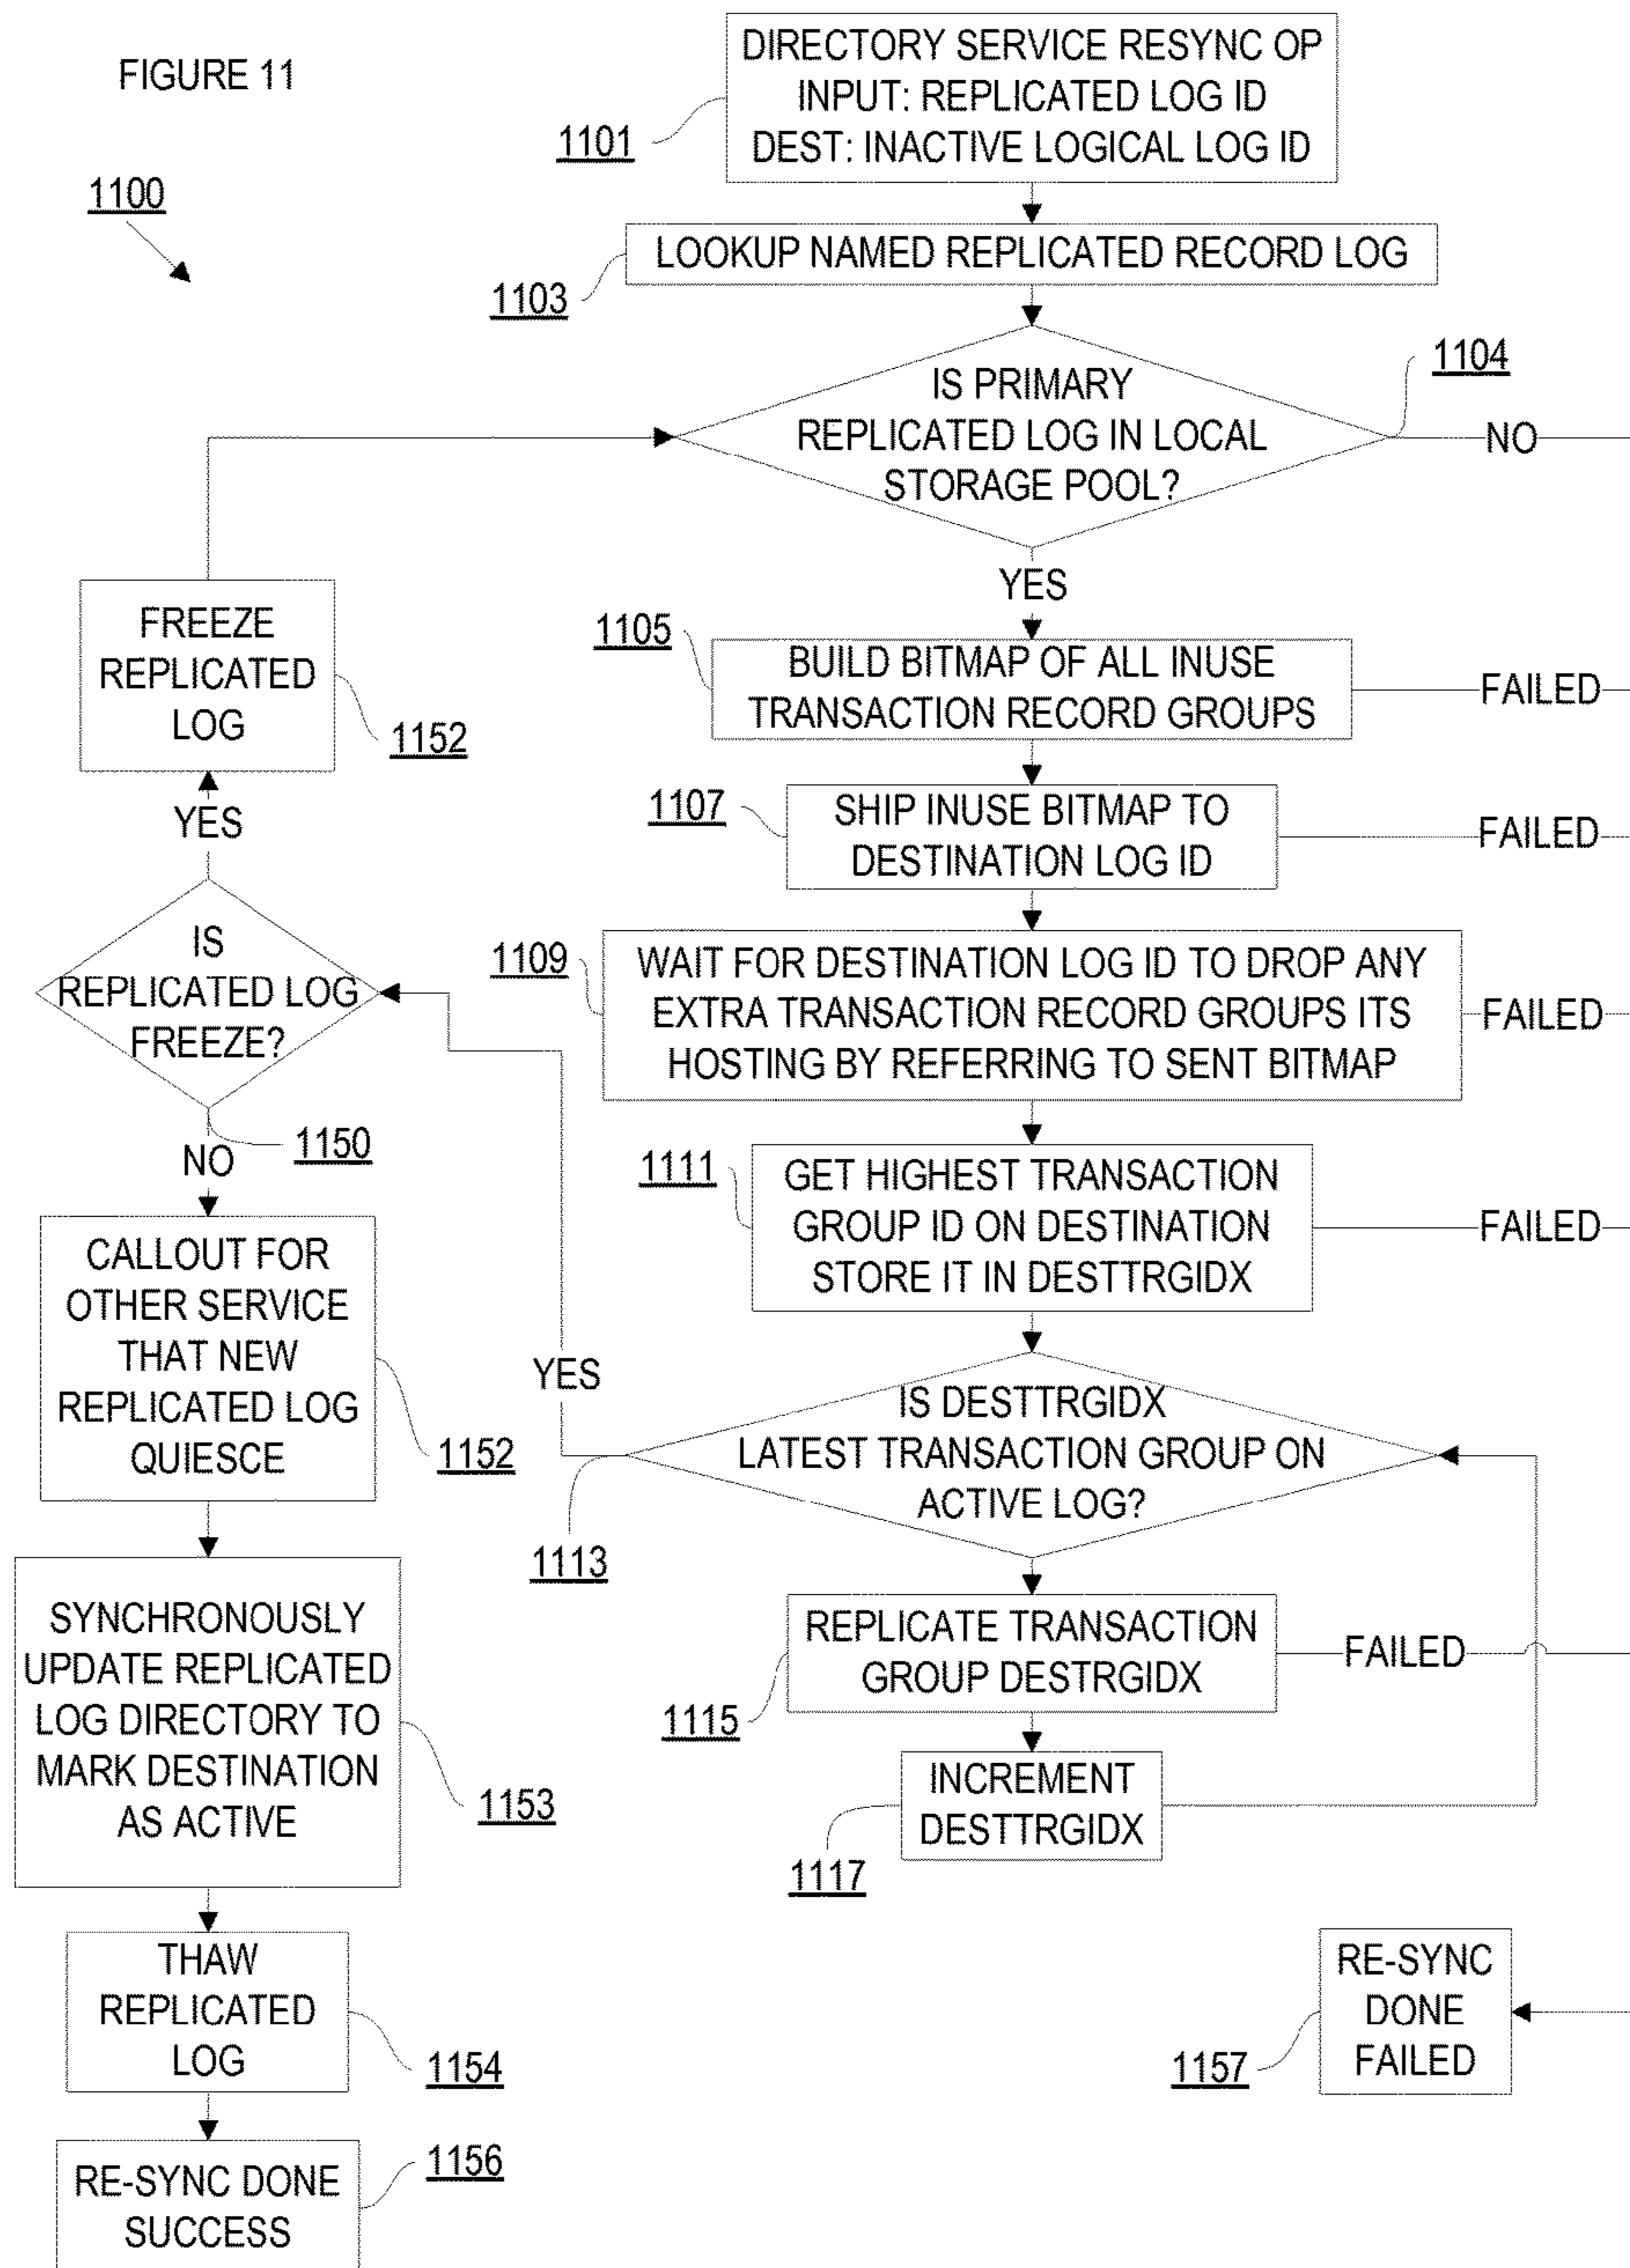 FIGURE 11
1100
DIRECTORY SERVICE RESYNC OP
INPUT: REPLICATED LOG ID
DEST: INACTIVE LOGICAL LOG ID
1101
LOOKUP NAMED REPLICATED RECORD LOG
1103
IS PRIMARY
REPLICATED LOG IN LOCAL
STORAGE POOL?
1104
NO
YES
1105
BUILD BITMAP OF ALL INUSE
TRANSACTION RECORD GROUPS
FAILED
1107
SHIP INUSE BITMAP TO
DESTINATION LOG ID
FAILED
1109
WAIT FOR DESTINATION LOG ID TO DROP ANY
EXTRA TRANSACTION RECORD GROUPS ITS
HOSTING BY REFERRING TO SENT BITMAP
FAILED
1111
GET HIGHEST TRANSACTION
GROUP ID ON DESTINATION
STORE IT IN DESTTRGIDX
FAILED
IS DESTTRGIDX
LATEST TRANSACTION GROUP ON
ACTIVE LOG?
1113
YES
REPLICATE TRANSACTION
GROUP DESTRGIDX
1115
FAILED
INCREMENT
DESTTRGIDX
1117
FREEZE
REPLICATED
LOG
1152
YES
IS
REPLICATED LOG
FREEZE?
1150
NO
CALLOUT FOR
OTHER SERVICE
THAT NEW
REPLICATED LOG
QUIESCE
1152
SYNCHRONOUSLY
UPDATE REPLICATED
LOG DIRECTORY TO
MARK DESTINATION
AS ACTIVE
1153
THAW
REPLICATED
LOG
1154
RE-SYNC DONE
SUCCESS
1156
RE-SYNC
DONE
FAILED
1157